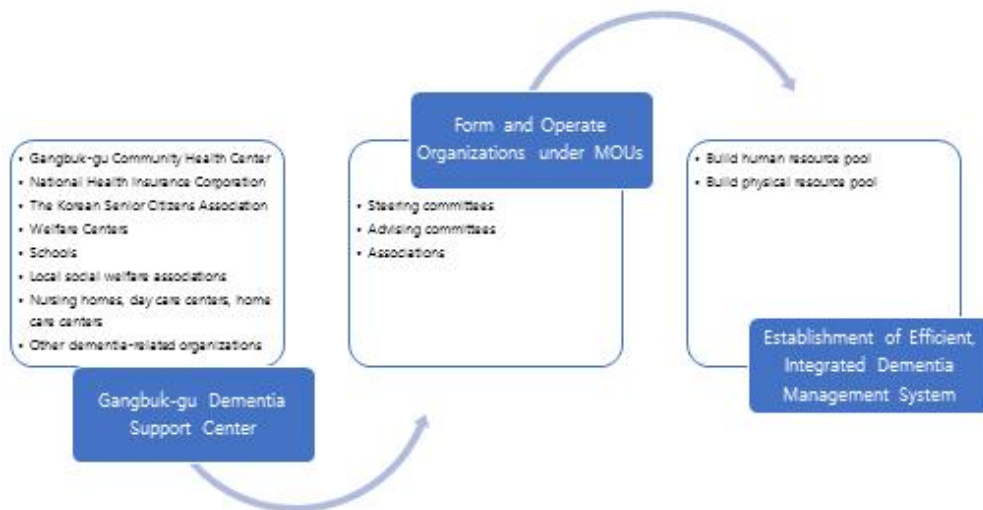 • Gangbuk-gu Community Health Center
• National Health Insurance Corporation
• The Korean Senior Citizens Association
• Welfare Centers
• Schools
• Local social welfare associations
• Nursing homes, day care centers, home
care centers
• Other dementia-related organizations
Gangbuk-gu Dementia
Support Center
Form and Operate
Organizations under MOUs
• Steering committees
• Advising committees
• Associations
• Build human resource pool
• Build physical resource pool
Establishment of Efficient,
Integrated Dementia
Management System